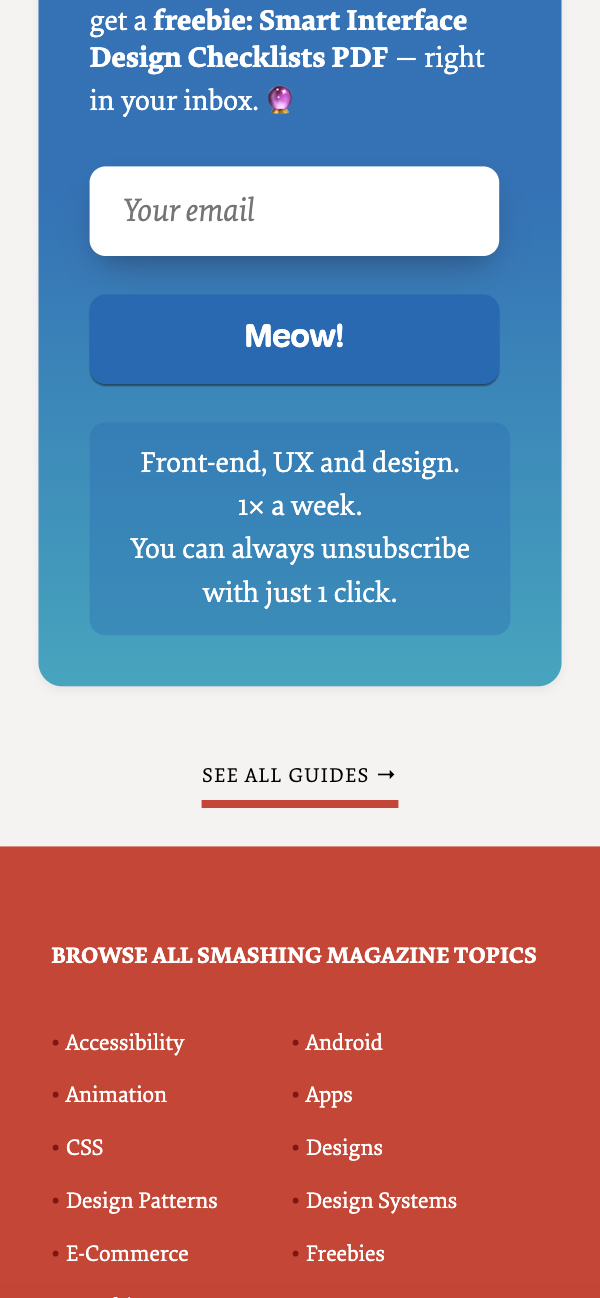 get a freebie: Smart Interface
Design Checklists PDF — right
in your inbox. 🔮
Your email
Meow!
Front-end, UX and design.
1× a week.
You can always unsubscribe
with just 1 click.
SEE ALL GUIDES →
BROWSE ALL SMASHING MAGAZINE TOPICS
• Accessibility
• Android
• Animation
• Apps
• CSS
• Designs
• Design Patterns
• Design Systems
• E-Commerce
• Freebies